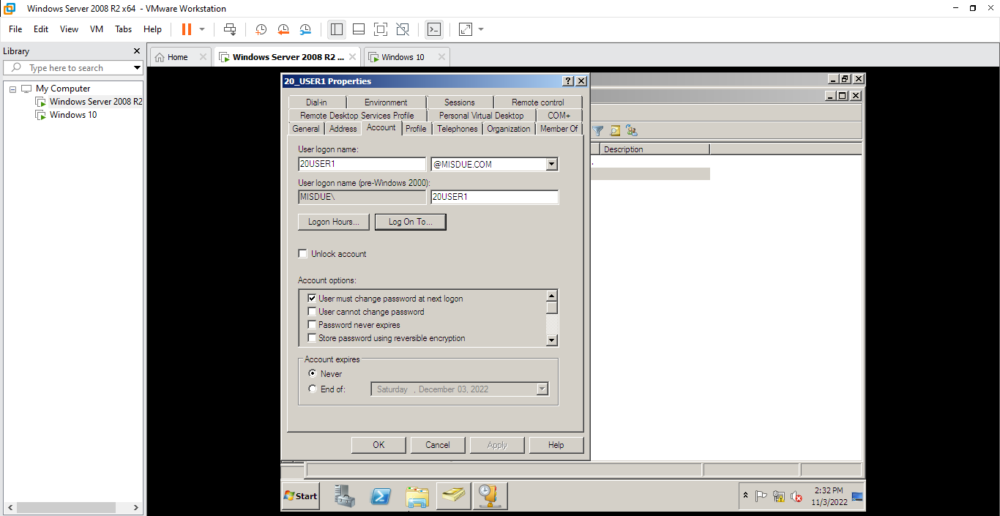 Windows Server 2008 R2 x64 - VMware Workstation
File Edit View VM Tabs Help
Library
Type here to search
My Computer
Windows Server 2008 R2
Windows 10
Home
Windows Server 2008 R2 ...
Windows 10
20_USER1 Properties
Dial-in Environment Sessions Remote control
Remote Desktop Services Profile Personal Virtual Desktop COM+
General Address Account Profile Telephones Organization Member Of
User logon name:
20USER1 @MISDUE.COM
User logon name (pre-Windows 2000):
MISDUE\ 20USER1
Logon Hours... Log On To...
Unlock account
Account options:
User must change password at next logon
User cannot change password
Password never expires
Store password using reversible encryption
Account expires
Never
End of: Saturday , December 03, 2022
OK Cancel Apply Help
Description
Start
2:32 PM
11/3/2022